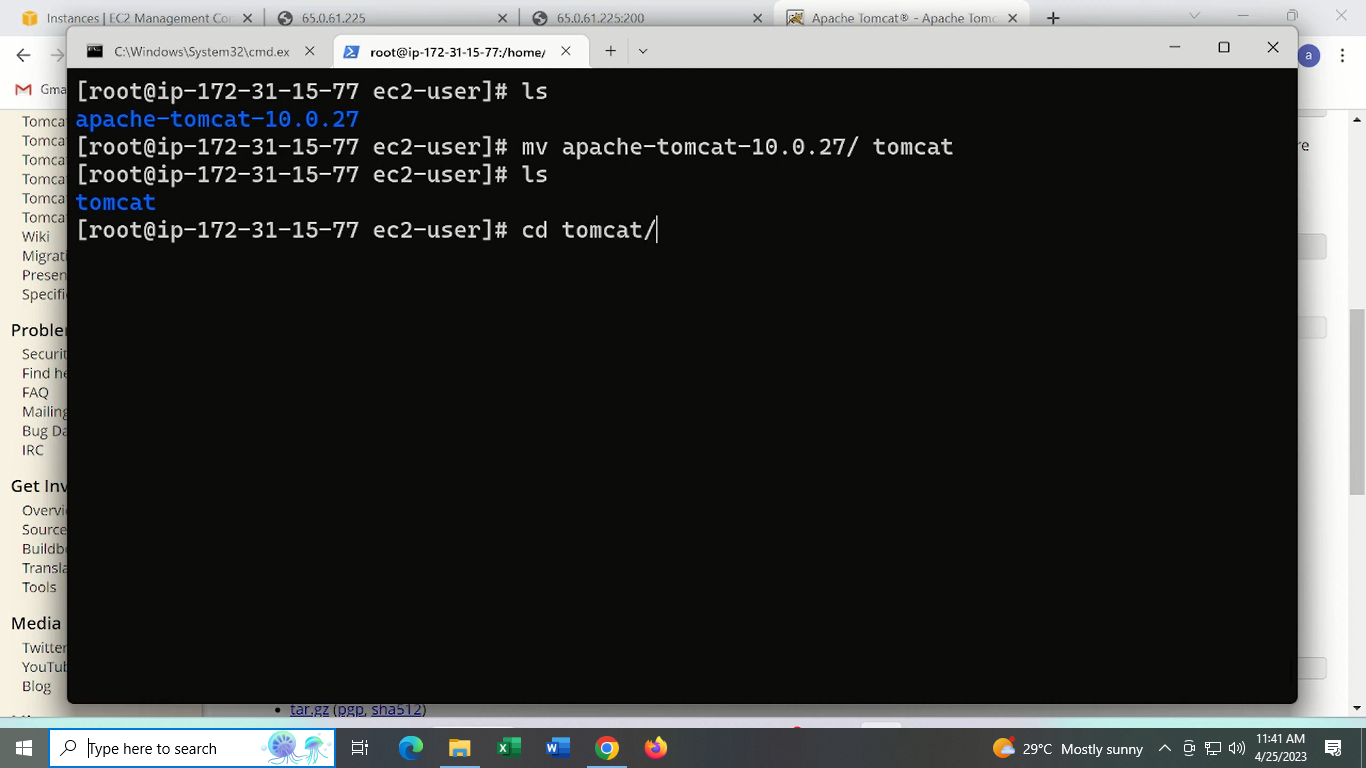 Instances | EC2 Management Con
65.0.61.225
65.0.61.225:200
Apache Tomcat® - Apache Tomc
C:\Windows\System32\cmd.ex
root@ip-172-31-15-77:/home/
a
Gma
[root@ip-172-31-15-77 ec2-user]# ls
apache-tomcat-10.0.27
[root@ip-172-31-15-77 ec2-user]# mv apache-tomcat-10.0.27/ tomcat
[root@ip-172-31-15-77 ec2-user]# ls
tomcat
[root@ip-172-31-15-77 ec2-user]# cd tomcat/
re
Tomcat
Tomca
Tomca
Tomca
Tomca
Tomca
Wiki
Migrati
Presen
Specifi
Probler
Securit
Find he
FAQ
Mailing
Bug Da
IRC
Get Inv
Overvi
Source
Buildbo
Transla
Tools
Media
Twitter
YouTub
Blog
tar.gz (pgp, sha512)
Type here to search
29°C Mostly sunny
11:41 AM
4/25/2023